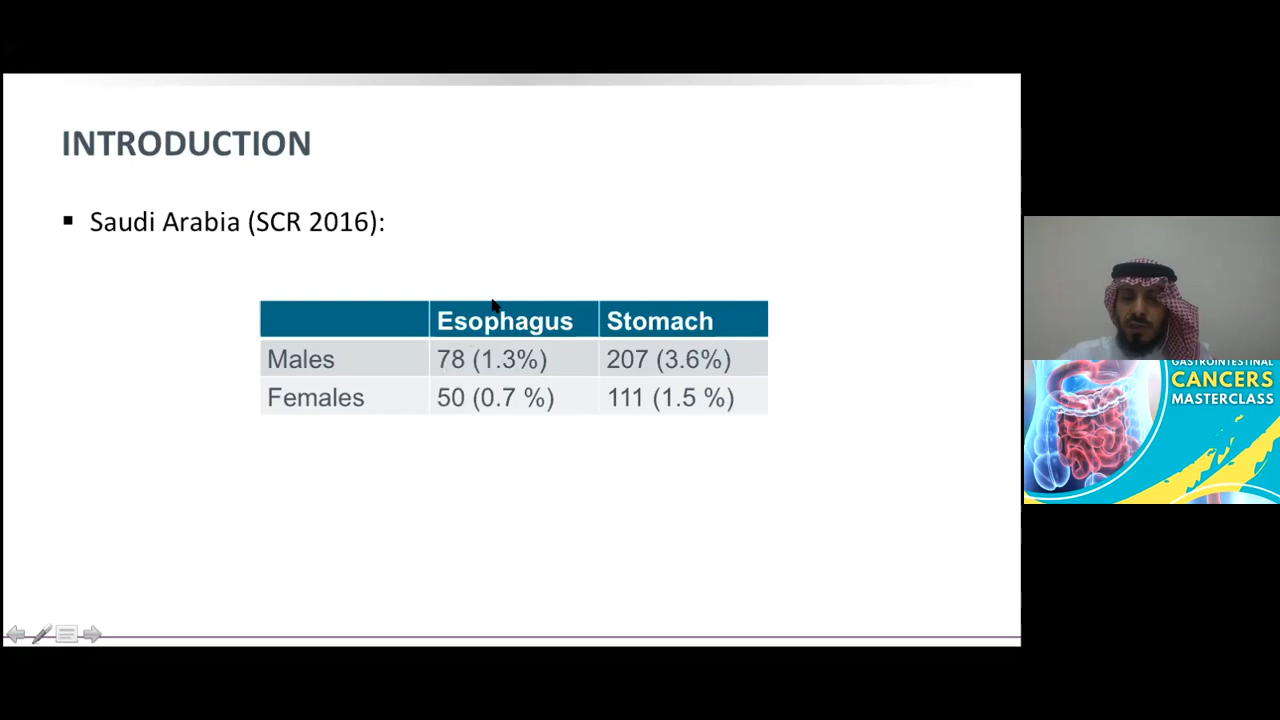 INTRODUCTION
▪ Saudi Arabia (SCR 2016):
Esophagus Stomach
Males 78 (1.3%) 207 (3.6%)
Females 50 (0.7 %) 111 (1.5 %)
GASTROINTESTINAL
CANCERS
MASTERCLASS